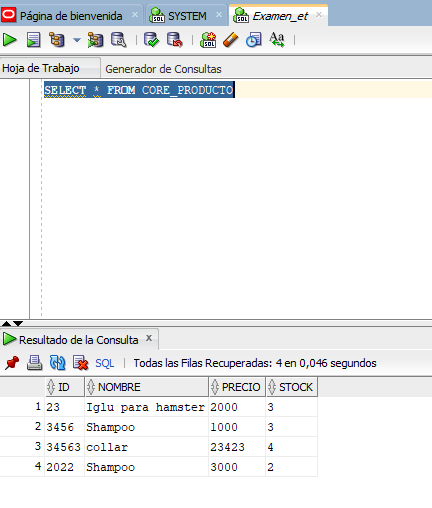 Página de bienvenida SYSTEM Examen_et
Hoja de Trabajo Generador de Consultas
SELECT * FROM CORE_PRODUCTO
Resultado de la Consulta
SQL Todas las Filas Recuperadas: 4 en 0,046 segundos
ID NOMBRE PRECIO STOCK
1 23 Iglu para hamster 2000 3
2 3456 Shampoo 1000 3
3 34563 collar 23423 4
4 2022 Shampoo 3000 2